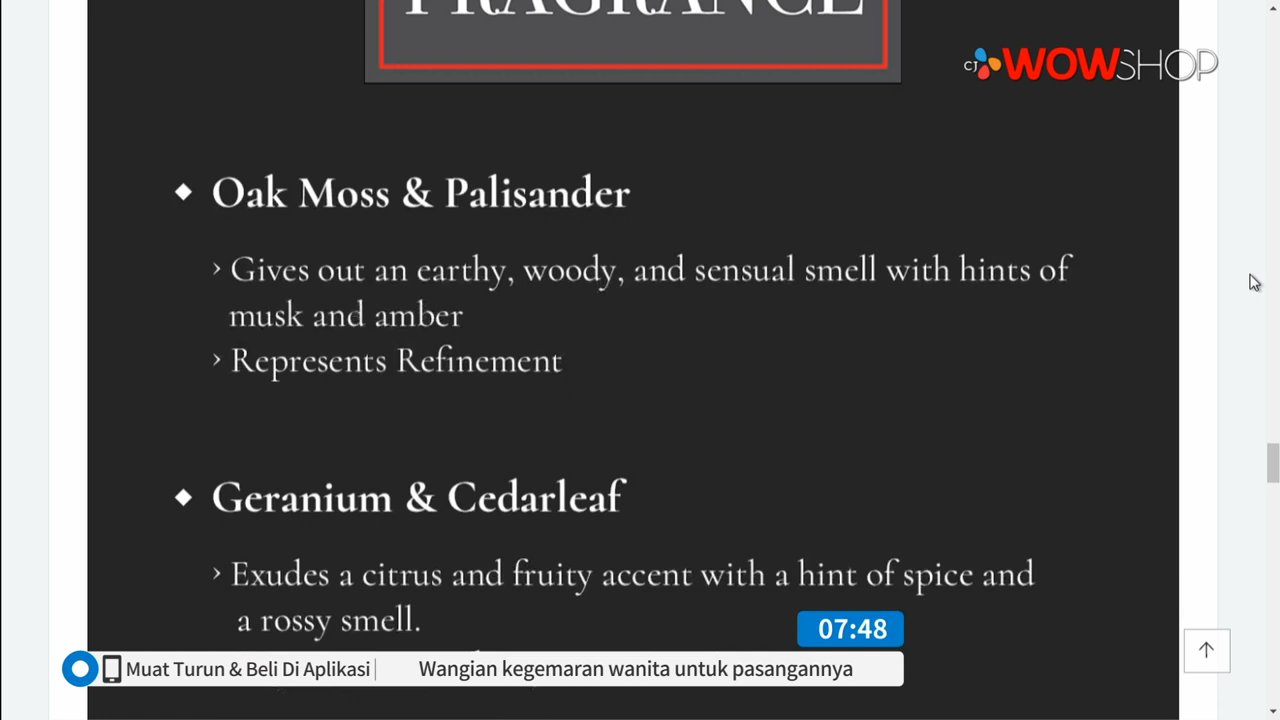 FRAGRANCE
CJ WOWSHOP
◆ Oak Moss & Palisander
› Gives out an earthy, woody, and sensual smell with hints of
musk and amber
› Represents Refinement
◆ Geranium & Cedarleaf
› Exudes a citrus and fruity accent with a hint of spice and
a rossy smell.
07:48
Muat Turun & Beli Di Aplikasi | Wangian kegemaran wanita untuk pasangannya